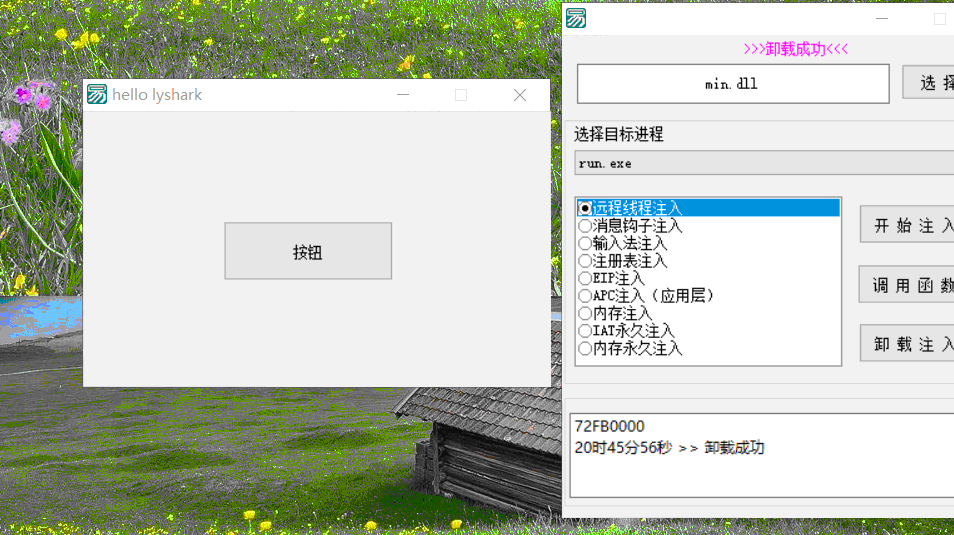 hello lyshark
按钮
>>>卸载成功<<<
min.dll
选 择
选择目标进程
run.exe
远程线程注入
消息钩子注入
输入法注入
注册表注入
EIP注入
APC注入（应用层）
内存注入
IAT永久注入
内存永久注入
开 始 注 入
调 用 函 数
卸 载 注 入
72FB0000
20时45分56秒 >> 卸载成功